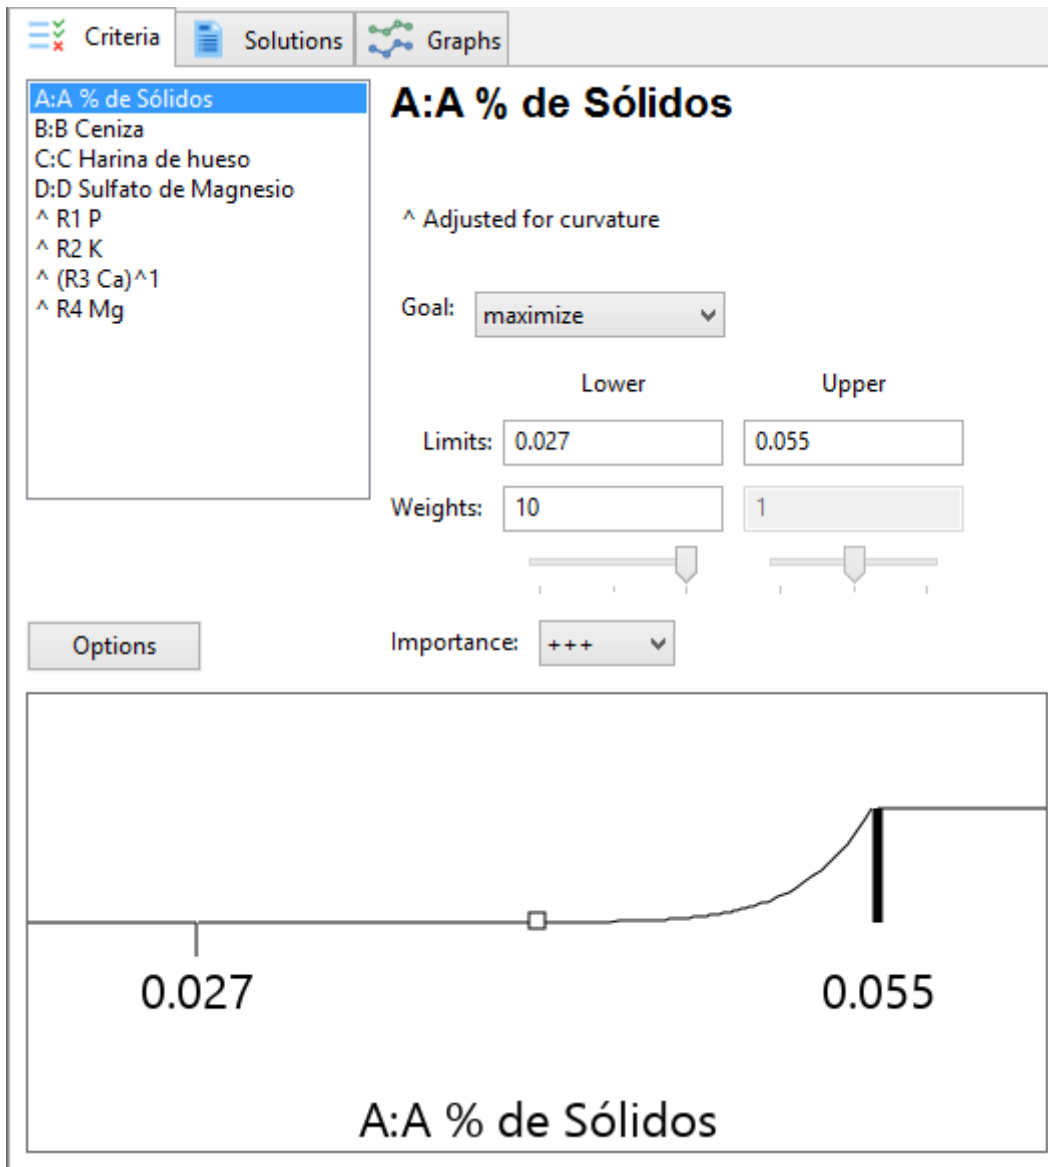 Criteria Solutions Graphs
A:A % de Sólidos
B:B Ceniza
C:C Harina de hueso
D:D Sulfato de Magnesio
^ R1 P
^ R2 K
^ (R3 Ca)^1
^ R4 Mg
A:A % de Sólidos
^ Adjusted for curvature
Goal: maximize
Lower Upper
Limits: 0.027 0.055
Weights: 10 1
Options
Importance: +++
0.027 0.055
A:A % de Sólidos